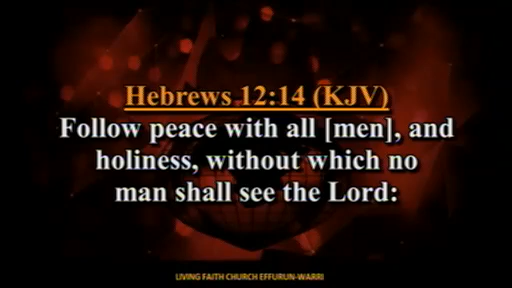 Hebrews 12:14 (KJV)
Follow peace with all [men], and
holiness, without which no
man shall see the Lord:
LIVING FAITH CHURCH EFFURUN-WARRI